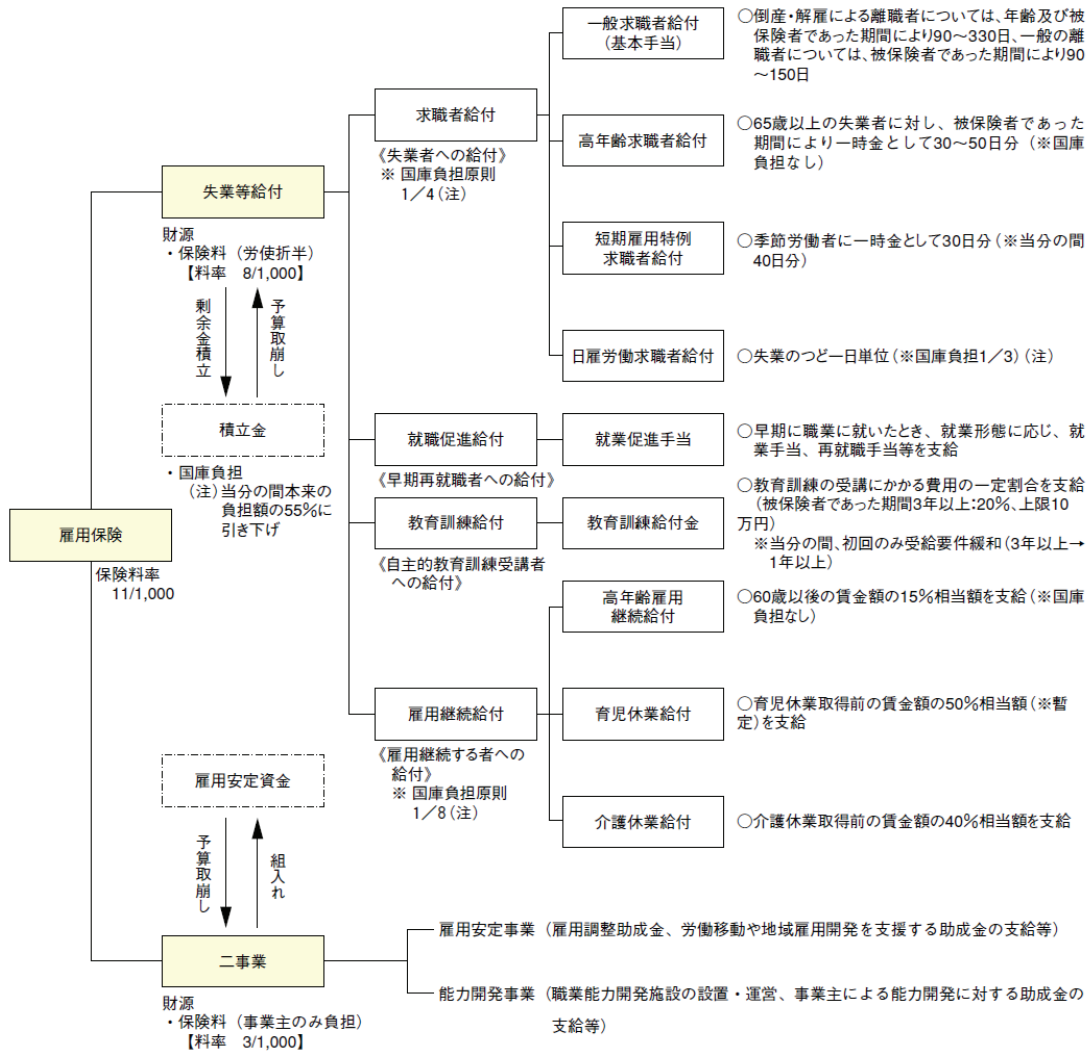 雇用保険
保険料率
11/1,000
失業等給付
財源
・保険料（労使折半）
【料率　8/1,000】
剰余金積立
予算取崩し
積立金
・国庫負担
（注）当分の間本来の
負担額の55％に
引き下げ
求職者給付
《失業者への給付》
※ 国庫負担原則
1／4（注）
一般求職者給付
（基本手当）
○倒産・解雇による離職者については、年齢及び被
保険者であった期間により90～330日、一般の離
職者については、被保険者であった期間により90
～150日
高年齢求職者給付
○65歳以上の失業者に対し、被保険者であった
期間により一時金として30～50日分（※国庫
負担なし）
短期雇用特例
求職者給付
○季節労働者に一時金として30日分（※当分の間
40日分）
日雇労働求職者給付
○失業のつど一日単位（※国庫負担1／3）（注）
就職促進給付
《早期再就職者への給付》
就業促進手当
○早期に職業に就いたとき、就業形態に応じ、就
業手当、再就職手当等を支給
教育訓練給付
《自主的教育訓練受講者
への給付》
教育訓練給付金
○教育訓練の受講にかかる費用の一定割合を支給
（被保険者であった期間3年以上：20％、上限10
万円）
※当分の間、初回のみ受給要件緩和（3年以上→
1年以上）
雇用継続給付
《雇用継続する者への
給付》
※ 国庫負担原則
1／8（注）
高年齢雇用
継続給付
○60歳以後の賃金額の15％相当額を支給（※国庫
負担なし）
育児休業給付
○育児休業取得前の賃金額の50％相当額（※暫
定）を支給
介護休業給付
○介護休業取得前の賃金額の40％相当額を支給
雇用安定資金
予算取崩し
組入れ
二事業
財源
・保険料（事業主のみ負担）
【料率　3/1,000】
雇用安定事業（雇用調整助成金、労働移動や地域雇用開発を支援する助成金の支給等）
能力開発事業（職業能力開発施設の設置・運営、事業主による能力開発に対する助成金の
支給等）